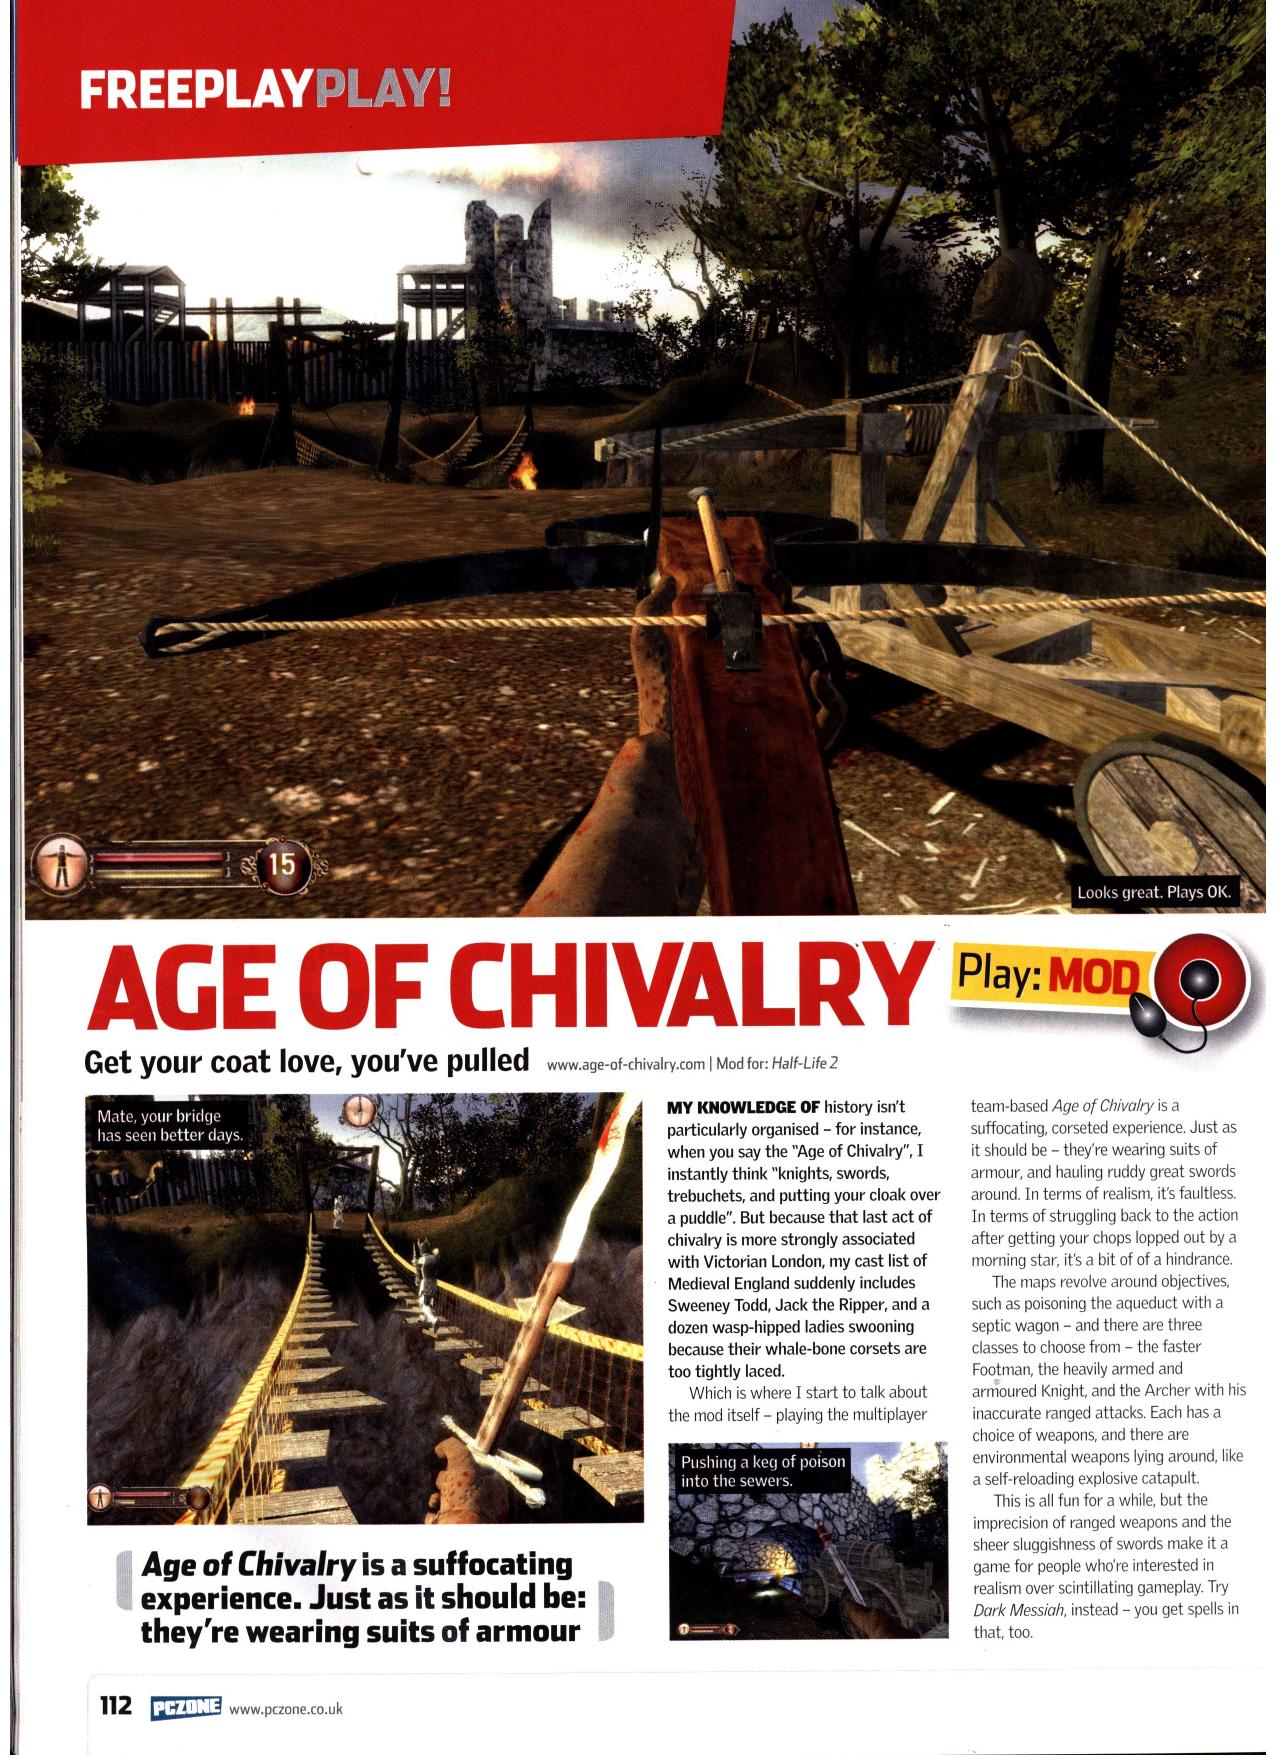 FREEPLAYPLAY!
15
Looks great. Plays OK.
AGE OF CHIVALRY
Play: MOD
Get your coat love, you've pulled
www.age-of-chivalry.com | Mod for: Half-Life 2
Mate, your bridge
has seen better days.
MY KNOWLEDGE OF history isn't
particularly organised – for instance,
when you say the "Age of Chivalry", I
instantly think "knights, swords,
trebuchets, and putting your cloak over
a puddle". But because that last act of
chivalry is more strongly associated
with Victorian London, my cast list of
Medieval England suddenly includes
Sweeney Todd, Jack the Ripper, and a
dozen wasp-hipped ladies swooning
because their whale-bone corsets are
too tightly laced.
Which is where I start to talk about
the mod itself – playing the multiplayer
team-based Age of Chivalry is a
suffocating, corseted experience. Just as
it should be – they're wearing suits of
armour, and hauling ruddy great swords
around. In terms of realism, it's faultless.
In terms of struggling back to the action
after getting your chops lopped out by a
morning star, it's a bit of of a hindrance.
The maps revolve around objectives,
such as poisoning the aqueduct with a
septic wagon – and there are three
classes to choose from – the faster
Footman, the heavily armed and
armoured Knight, and the Archer with his
inaccurate ranged attacks. Each has a
choice of weapons, and there are
environmental weapons lying around, like
a self-reloading explosive catapult.
This is all fun for a while, but the
imprecision of ranged weapons and the
sheer sluggishness of swords make it a
game for people who're interested in
realism over scintillating gameplay. Try
Dark Messiah, instead – you get spells in
that, too.
Pushing a keg of poison
into the sewers.
Age of Chivalry is a suffocating
experience. Just as it should be:
they're wearing suits of armour
112 PCZONE www.pczone.co.uk